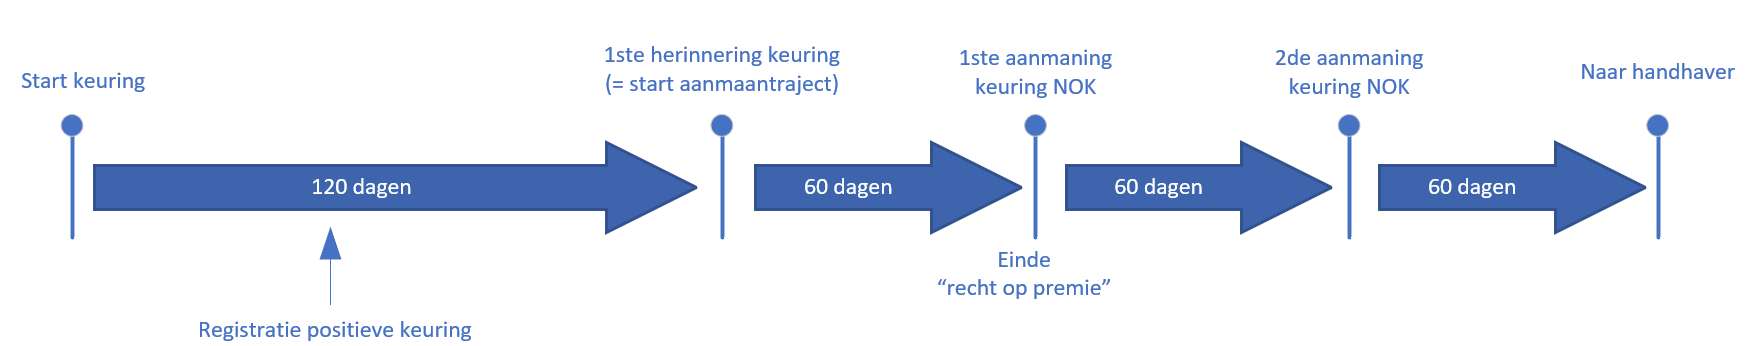 Start keuring
1ste herinnering keuring
(= start aanmaantraject)
1ste aanmaning
keuring NOK
2de aanmaning
keuring NOK
Naar handhaver
120 dagen
60 dagen
60 dagen
60 dagen
Einde
“recht op premie”
Registratie positieve keuring